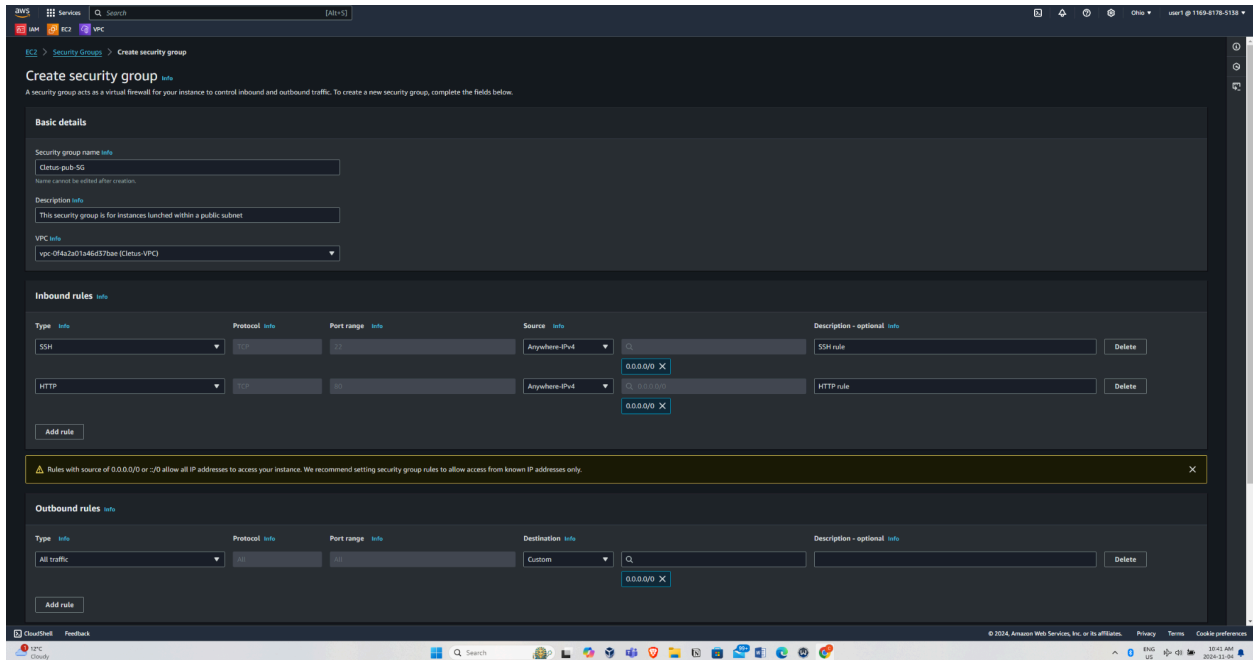 aws Services Search [Alt+S] Ohio user1 @ 1169-8178-5138
IAM EC2 VPC
EC2 > Security Groups > Create security group
Create security group Info
A security group acts as a virtual firewall for your instance to control inbound and outbound traffic. To create a new security group, complete the fields below.
Basic details
Security group name Info
Cletus-pub-SG
Name cannot be edited after creation.
Description Info
This security group is for instances lunched within a public subnet
VPC Info
vpc-0f4a2a01a46d37bae (Cletus-VPC)
Inbound rules Info
Type Info Protocol Info Port range Info Source Info Description - optional Info
SSH TCP 22 Anywhere-IPv4 SSH rule Delete
0.0.0.0/0
HTTP TCP 80 Anywhere-IPv4 0.0.0.0/0 HTTP rule Delete
0.0.0.0/0
Add rule
Rules with source of 0.0.0.0/0 or ::/0 allow all IP addresses to access your instance. We recommend setting security group rules to allow access from known IP addresses only.
Outbound rules Info
Type Info Protocol Info Port range Info Destination Info Description - optional Info
All traffic All All Custom Delete
0.0.0.0/0
Add rule
CloudShell Feedback © 2024, Amazon Web Services, Inc. or its affiliates. Privacy Terms Cookie preferences
12°C Search 99+ ENG 10:41 AM
Cloudy US 2024-11-04